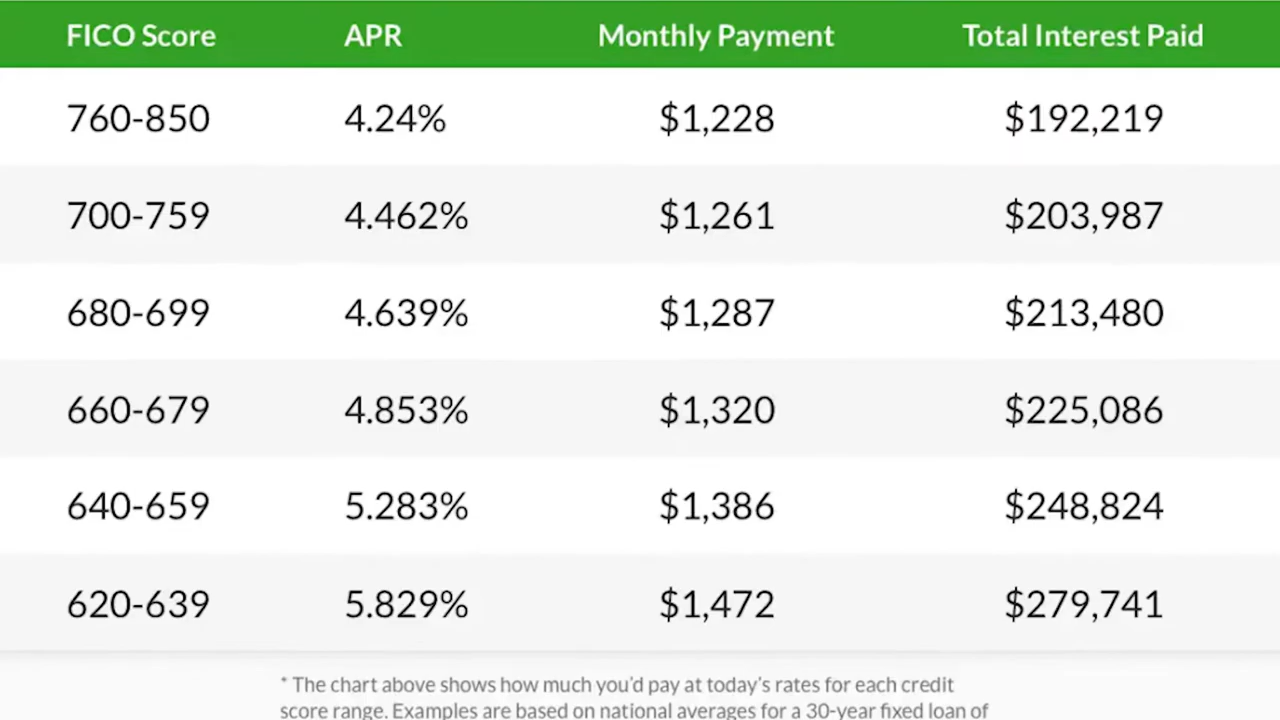 FICO Score APR Monthly Payment Total Interest Paid
760-850 4.24% $1,228 $192,219
700-759 4.462% $1,261 $203,987
680-699 4.639% $1,287 $213,480
660-679 4.853% $1,320 $225,086
640-659 5.283% $1,386 $248,824
620-639 5.829% $1,472 $279,741
* The chart above shows how much you'd pay at today's rates for each credit
score range. Examples are based on national averages for a 30-year fixed loan of